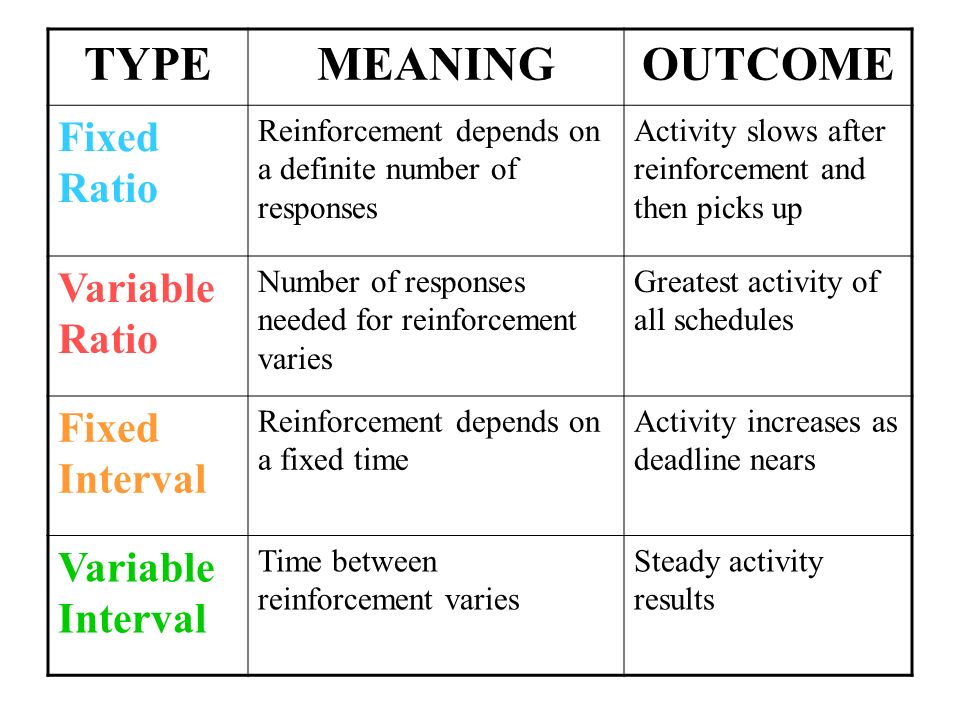 TYPE
MEANING
OUTCOME
Fixed
Ratio
Reinforcement depends on
a definite number of
responses
Activity slows after
reinforcement and
then picks up
Variable
Ratio
Number of responses
needed for reinforcement
varies
Greatest activity of
all schedules
Fixed
Interval
Reinforcement depends on
a fixed time
Activity increases as
deadline nears
Variable
Interval
Time between
reinforcement varies
Steady activity
results